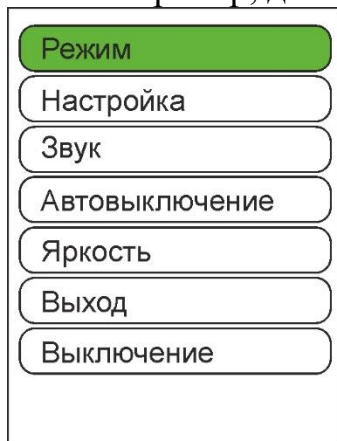 Режим
Настройка
Звук
Автовыключение
Яркость
Выход
Выключение